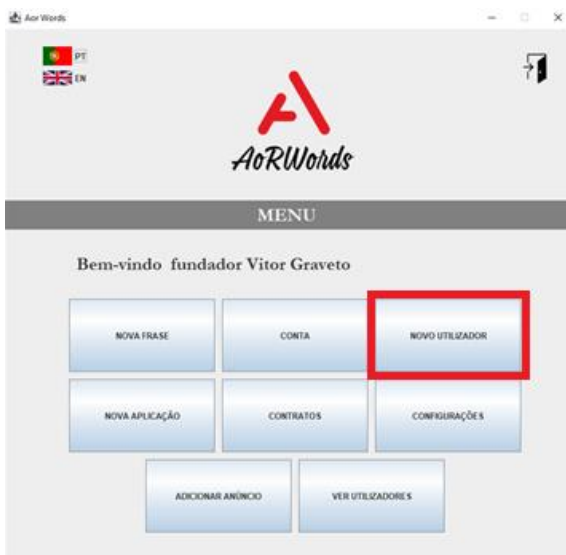 Aor Words
PT
EN
AoRWords
MENU
Bem-vindo fundador Vitor Graveto
NOVA FRASE
CONTA
NOVO UTILIZADOR
NOVA APLICAÇÃO
CONTRATOS
CONFIGURAÇÕES
ADICIONAR ANÚNCIO
VER UTILIZADORES